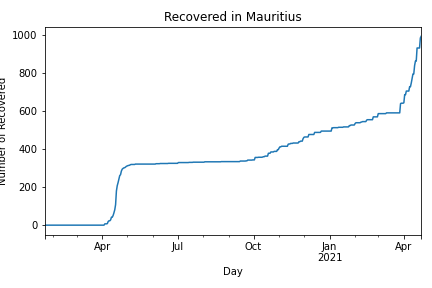 Recovered in Mauritius
Number of Recovered
1000
800
600
400
200
0
Apr
Jul
Oct
Jan
2021
Apr
Day